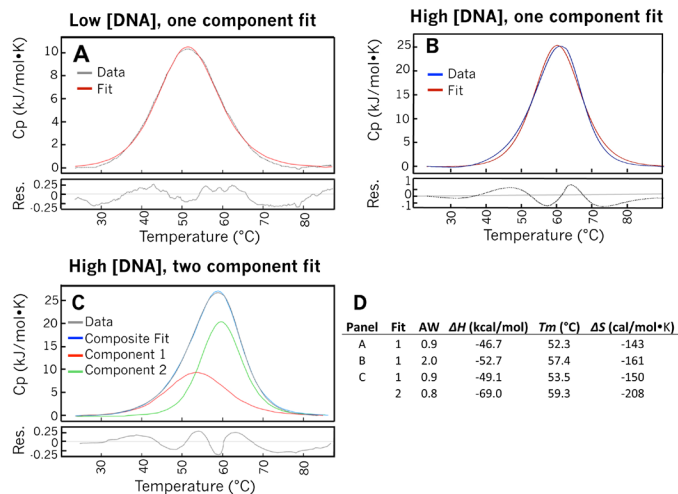 Low [DNA], one component fit
A
Data
Fit
Cp (kJ/mol•K)
10
8
6
4
2
0
Res.
0.25
0
-0.25
30
40
50
60
70
80
Temperature (°C)
High [DNA], one component fit
B
Data
Fit
Cp (kJ/mol•K)
25
20
15
10
5
0
Res.
1
0
-1
30
40
50
60
70
80
Temperature (°C)
High [DNA], two component fit
C
Data
Composite Fit
Component 1
Component 2
Cp (kJ/mol•K)
25
20
15
10
5
0
Res.
0.25
0
-0.25
30
40
50
60
70
80
Temperature (°C)
D
Panel Fit AW ΔH (kcal/mol) Tm (°C) ΔS (cal/mol•K)
A 1 0.9 -46.7 52.3 -143
B 1 2.0 -52.7 57.4 -161
C 1 0.9 -49.1 53.5 -150
2 0.8 -69.0 59.3 -208